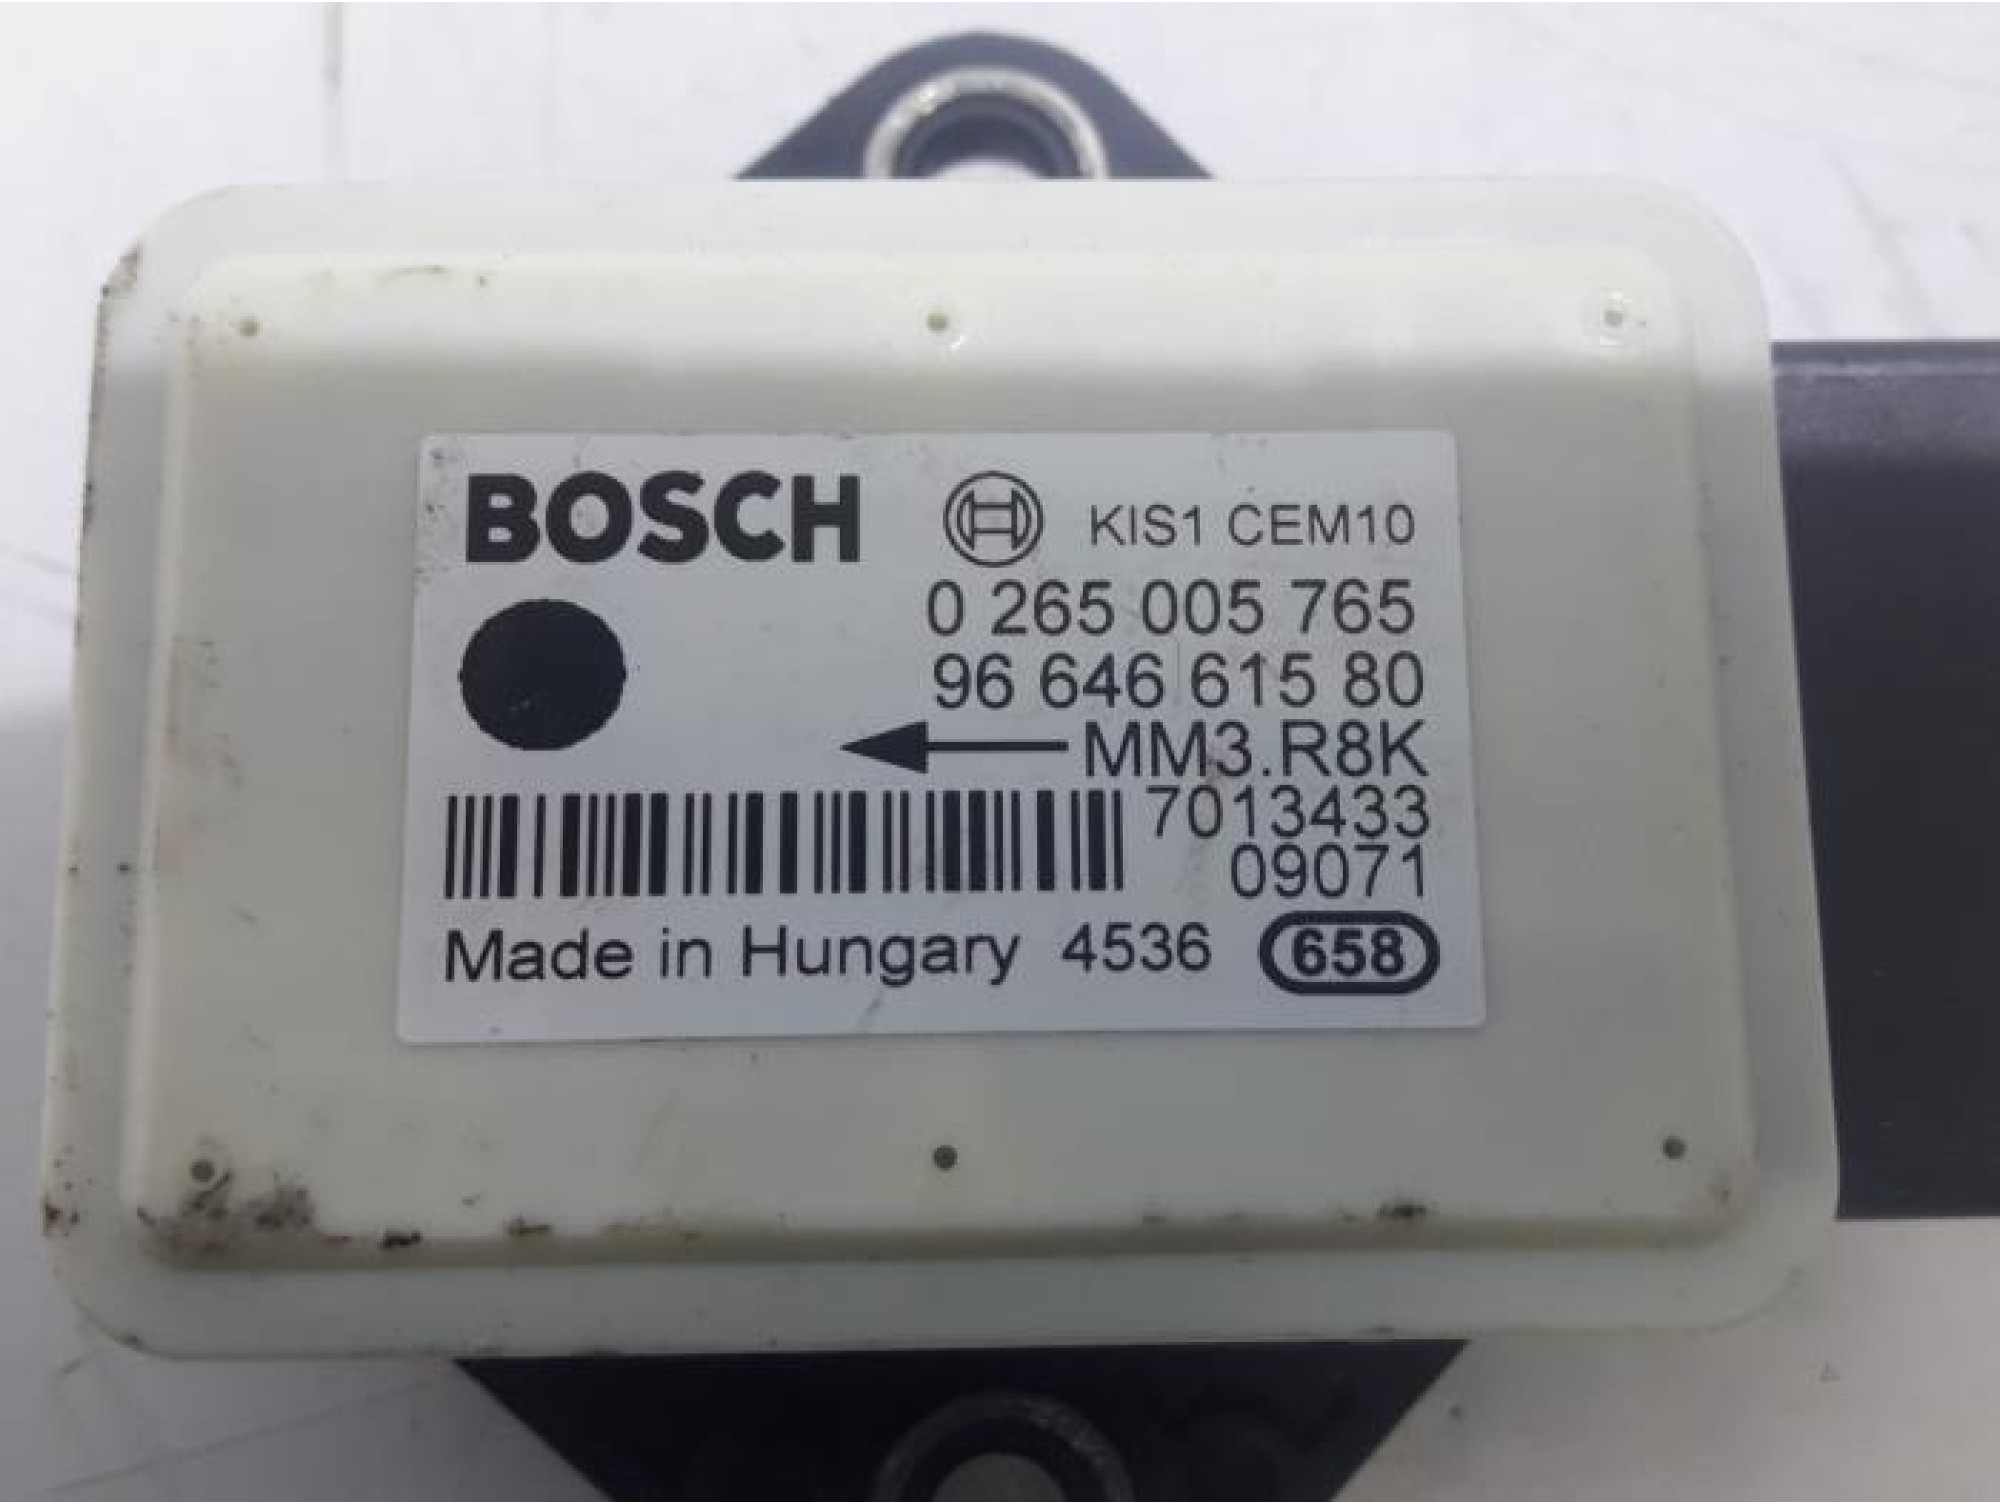 BOSCH KIS1 CEM10
0 265 005 765
96 646 615 80
MM3.R8K
7013433
09071
Made in Hungary 4536 658